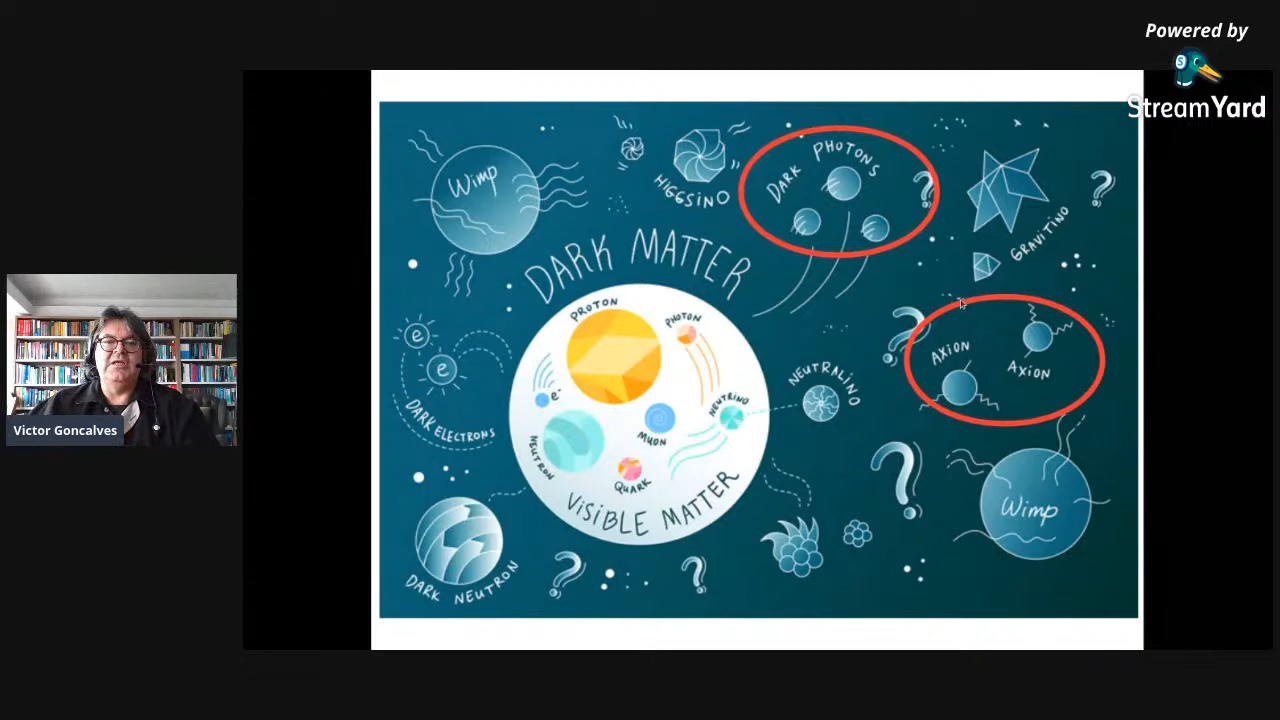 Powered by
StreamYard
Wimp
HIGGSINO
DARK PHOTONS
?
?
GRAVITINO
DARK MATTER
PROTON
PHOTON
e
e
DARK ELECTRONS
e-
NEUTRINO
MUON
NEUTRON
QUARK
VISIBLE MATTER
NEUTRALINO
?
AXION
AXION
Victor Goncalves
?
Wimp
DARK NEUTRON
?
?